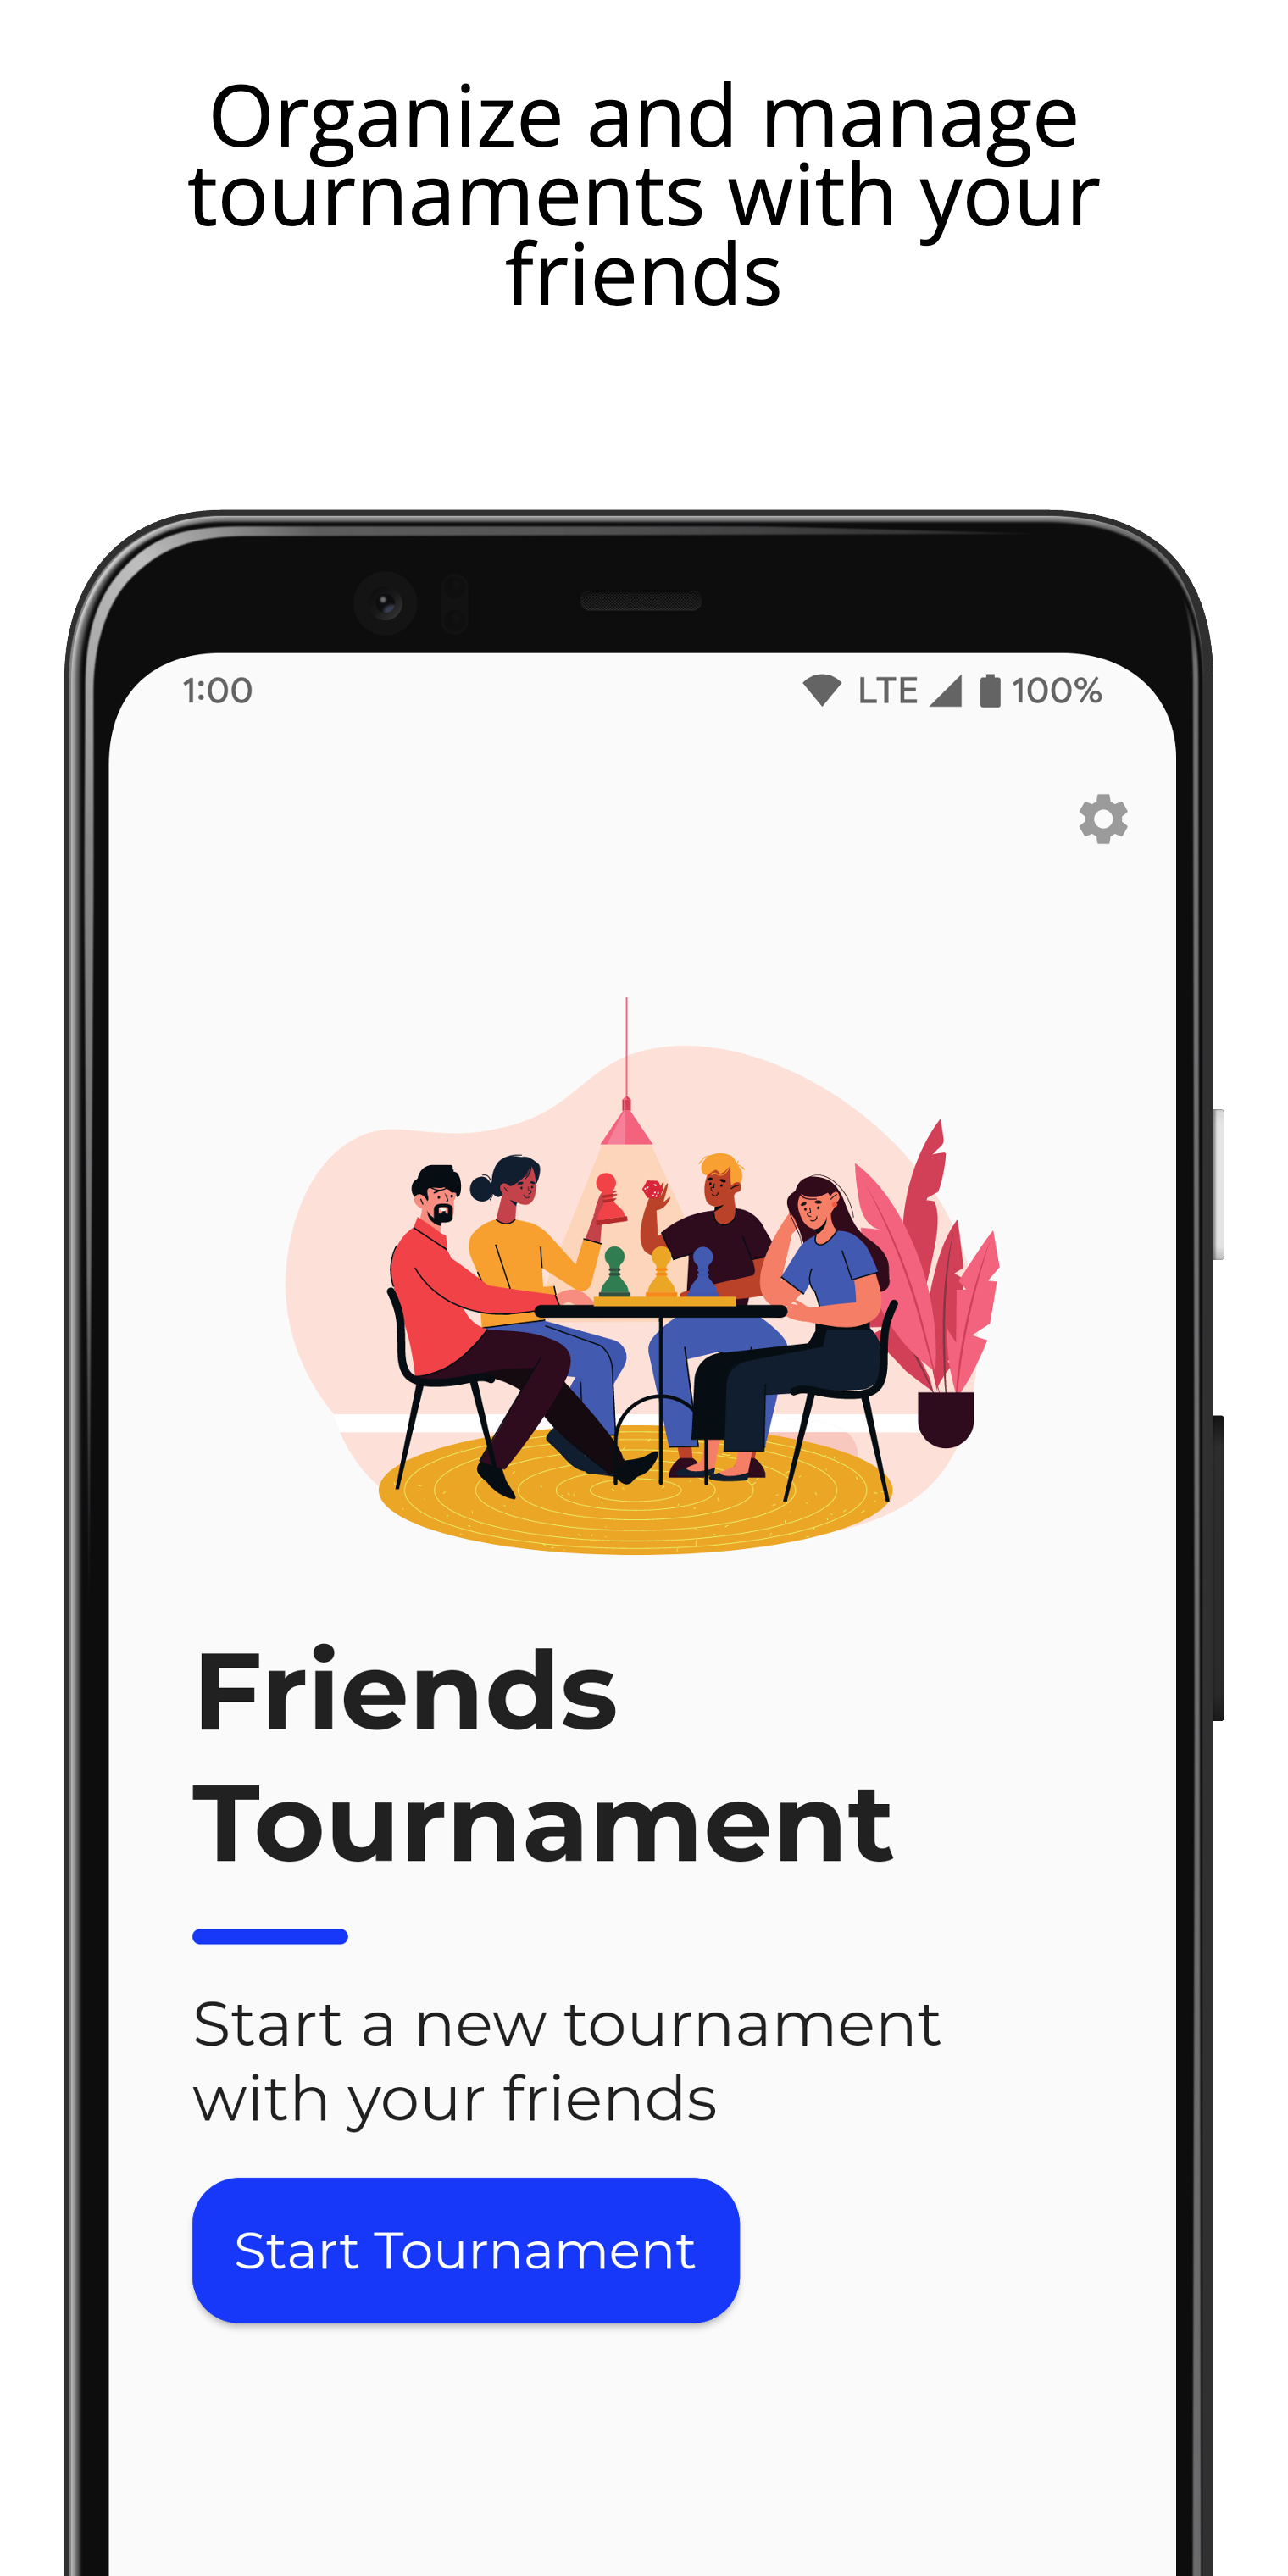 Organize and manage
tournaments with your
friends
1:00
LTE 100%
Friends
Tournament
Start a new tournament
with your friends
Start Tournament